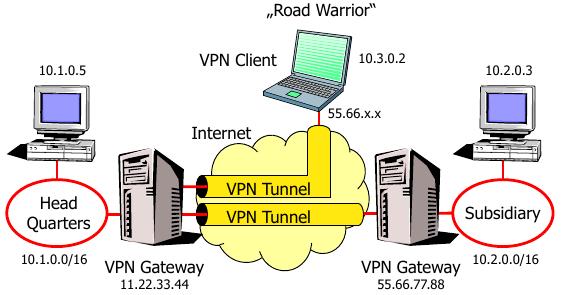 „Road Warrior“
VPN Client
10.3.0.2
10.1.0.5
10.2.0.3
55.66.x.x
Internet
VPN Tunnel
VPN Tunnel
Head
Quarters
Subsidiary
10.1.0.0/16
VPN Gateway
11.22.33.44
VPN Gateway
55.66.77.88
10.2.0.0/16